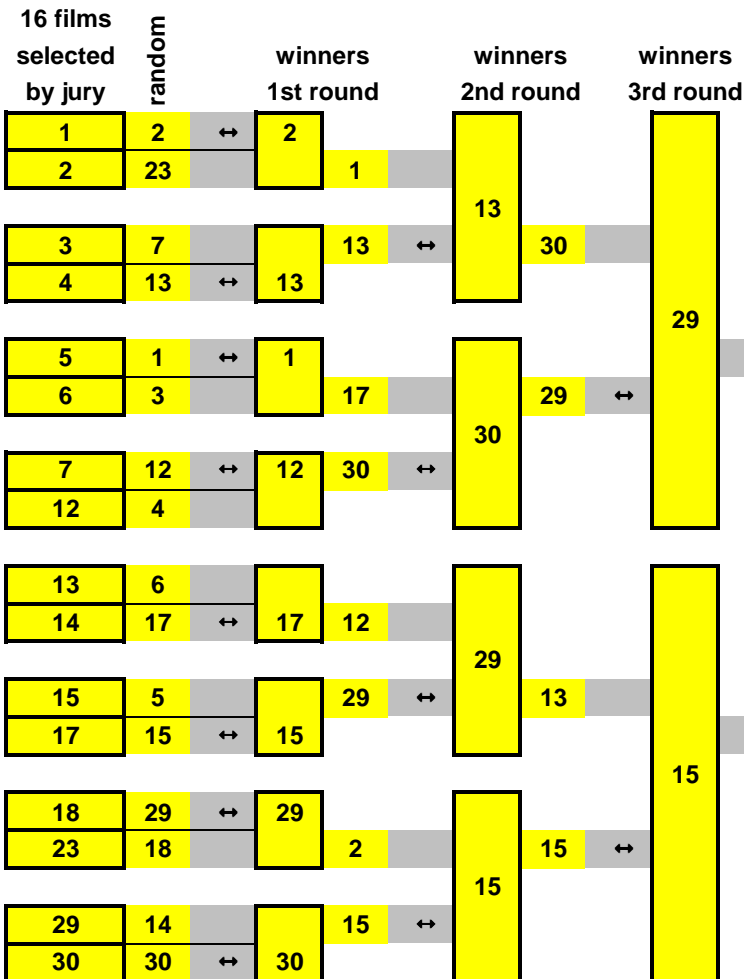 16 films
random
selected winners winners winners
by jury 1st round 2nd round 3rd round
1 2 ↔ 2
2 23 1
13
3 7 13 ↔ 30
4 13 ↔ 13
29
5 1 ↔ 1
6 3 17 29 ↔
30
7 12 ↔ 12 30 ↔
12 4
13 6
14 17 ↔ 17 12
29
15 5 29 ↔ 13
17 15 ↔ 15
15
18 29 ↔ 29
23 18 2 15 ↔
15
29 14 15 ↔
30 30 ↔ 30